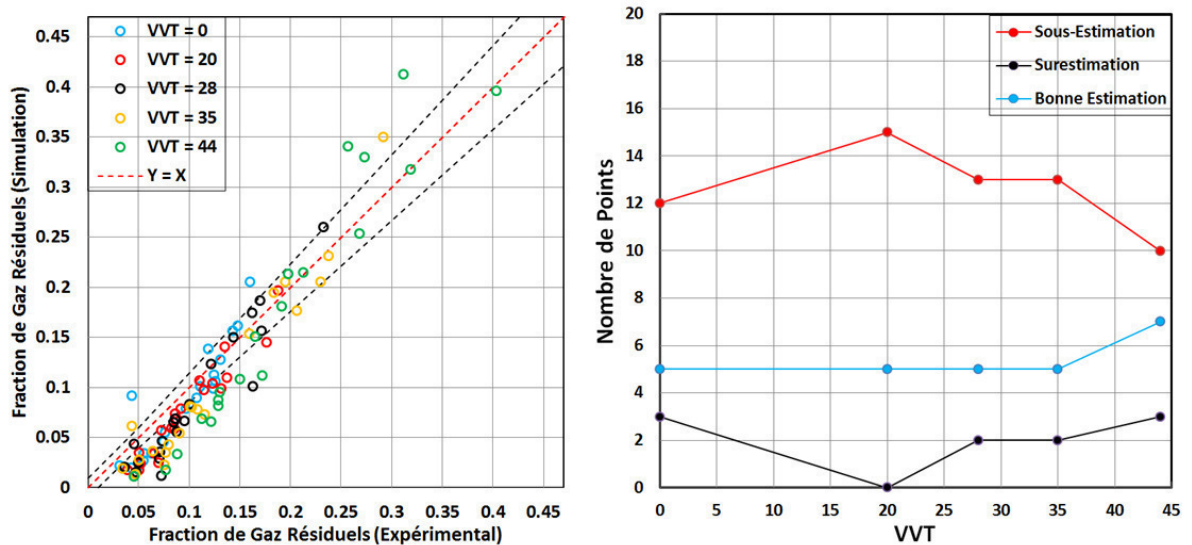 Fraction de Gaz Résiduels (Simulation)
0.45
0.4
0.35
0.3
0.25
0.2
0.15
0.1
0.05
0
VVT = 0
VVT = 20
VVT = 28
VVT = 35
VVT = 44
Y = X
0 0.05 0.1 0.15 0.2 0.25 0.3 0.35 0.4 0.45
Fraction de Gaz Résiduels (Expérimental)
Nombre de Points
20
18
16
14
12
10
8
6
4
2
0
Sous-Estimation
Surestimation
Bonne Estimation
0 5 10 15 20 25 30 35 40 45
VVT